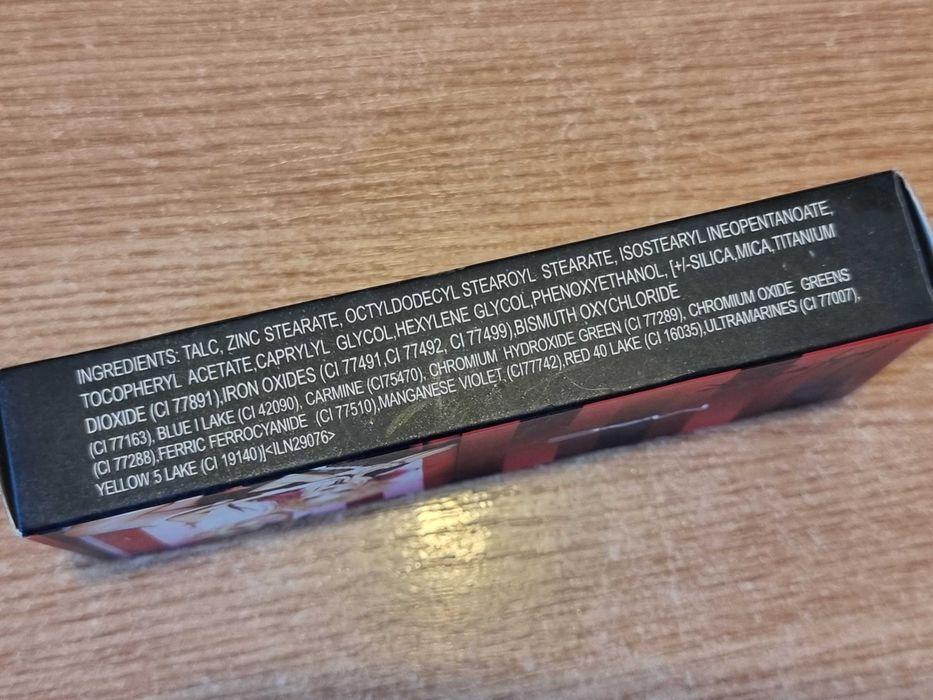 INGREDIENTS: TALC, ZINC STEARATE, OCTYLDODECYL STEAROYL STEARATE, ISOSTEARYL INEOPENTANOATE,
TOCOPHERYL ACETATE,CAPRYLYL GLYCOL,HEXYLENE GLYCOL,PHENOXYETHANOL, [+/-SILICA,MICA,TITANIUM
DIOXIDE (CI 77891),IRON OXIDES (CI 77491,CI 77492, CI 77499),BISMUTH OXYCHLORIDE
(CI 77163), BLUE I LAKE (CI 42090), CARMINE (CI75470), CHROMIUM HYDROXIDE GREEN (CI 77289), CHROMIUM OXIDE GREENS
(CI 77288),FERRIC FERROCYANIDE (CI 77510),MANGANESE VIOLET (CI77742),RED 40 LAKE (CI 16035),ULTRAMARINES (CI 77007),
YELLOW 5 LAKE (CI 19140)]<ILN29076>